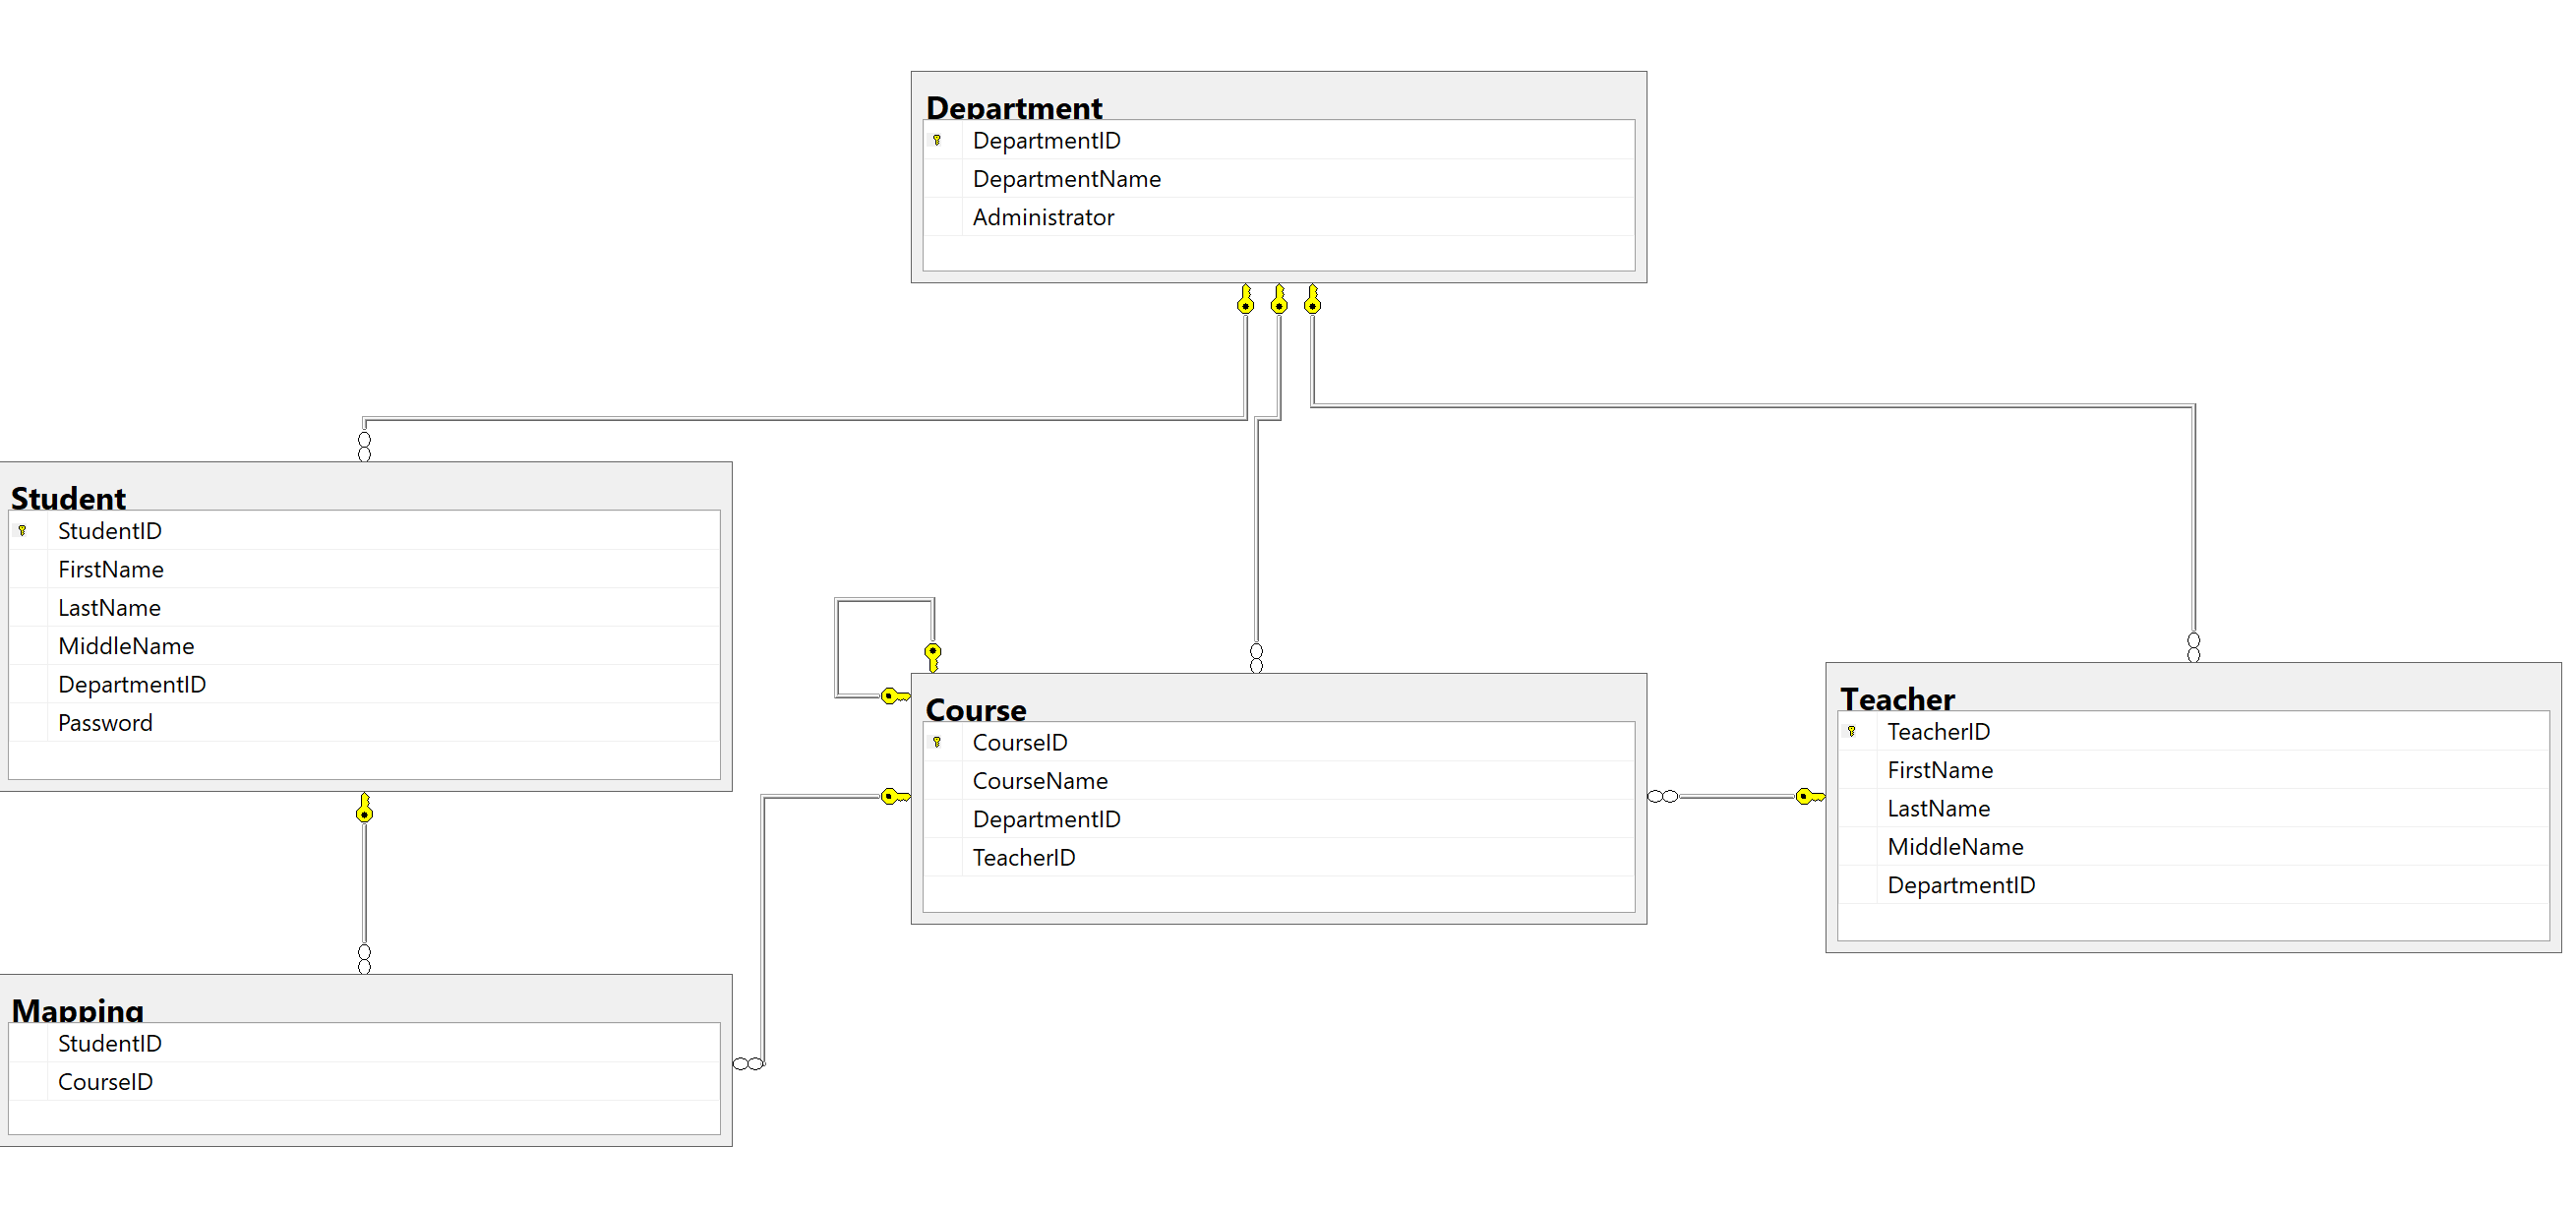 Department
DepartmentID
DepartmentName
Administrator
Student
StudentID
FirstName
LastName
MiddleName
DepartmentID
Password
Course
CourseID
CourseName
DepartmentID
TeacherID
Teacher
TeacherID
FirstName
LastName
MiddleName
DepartmentID
Mapping
StudentID
CourseID